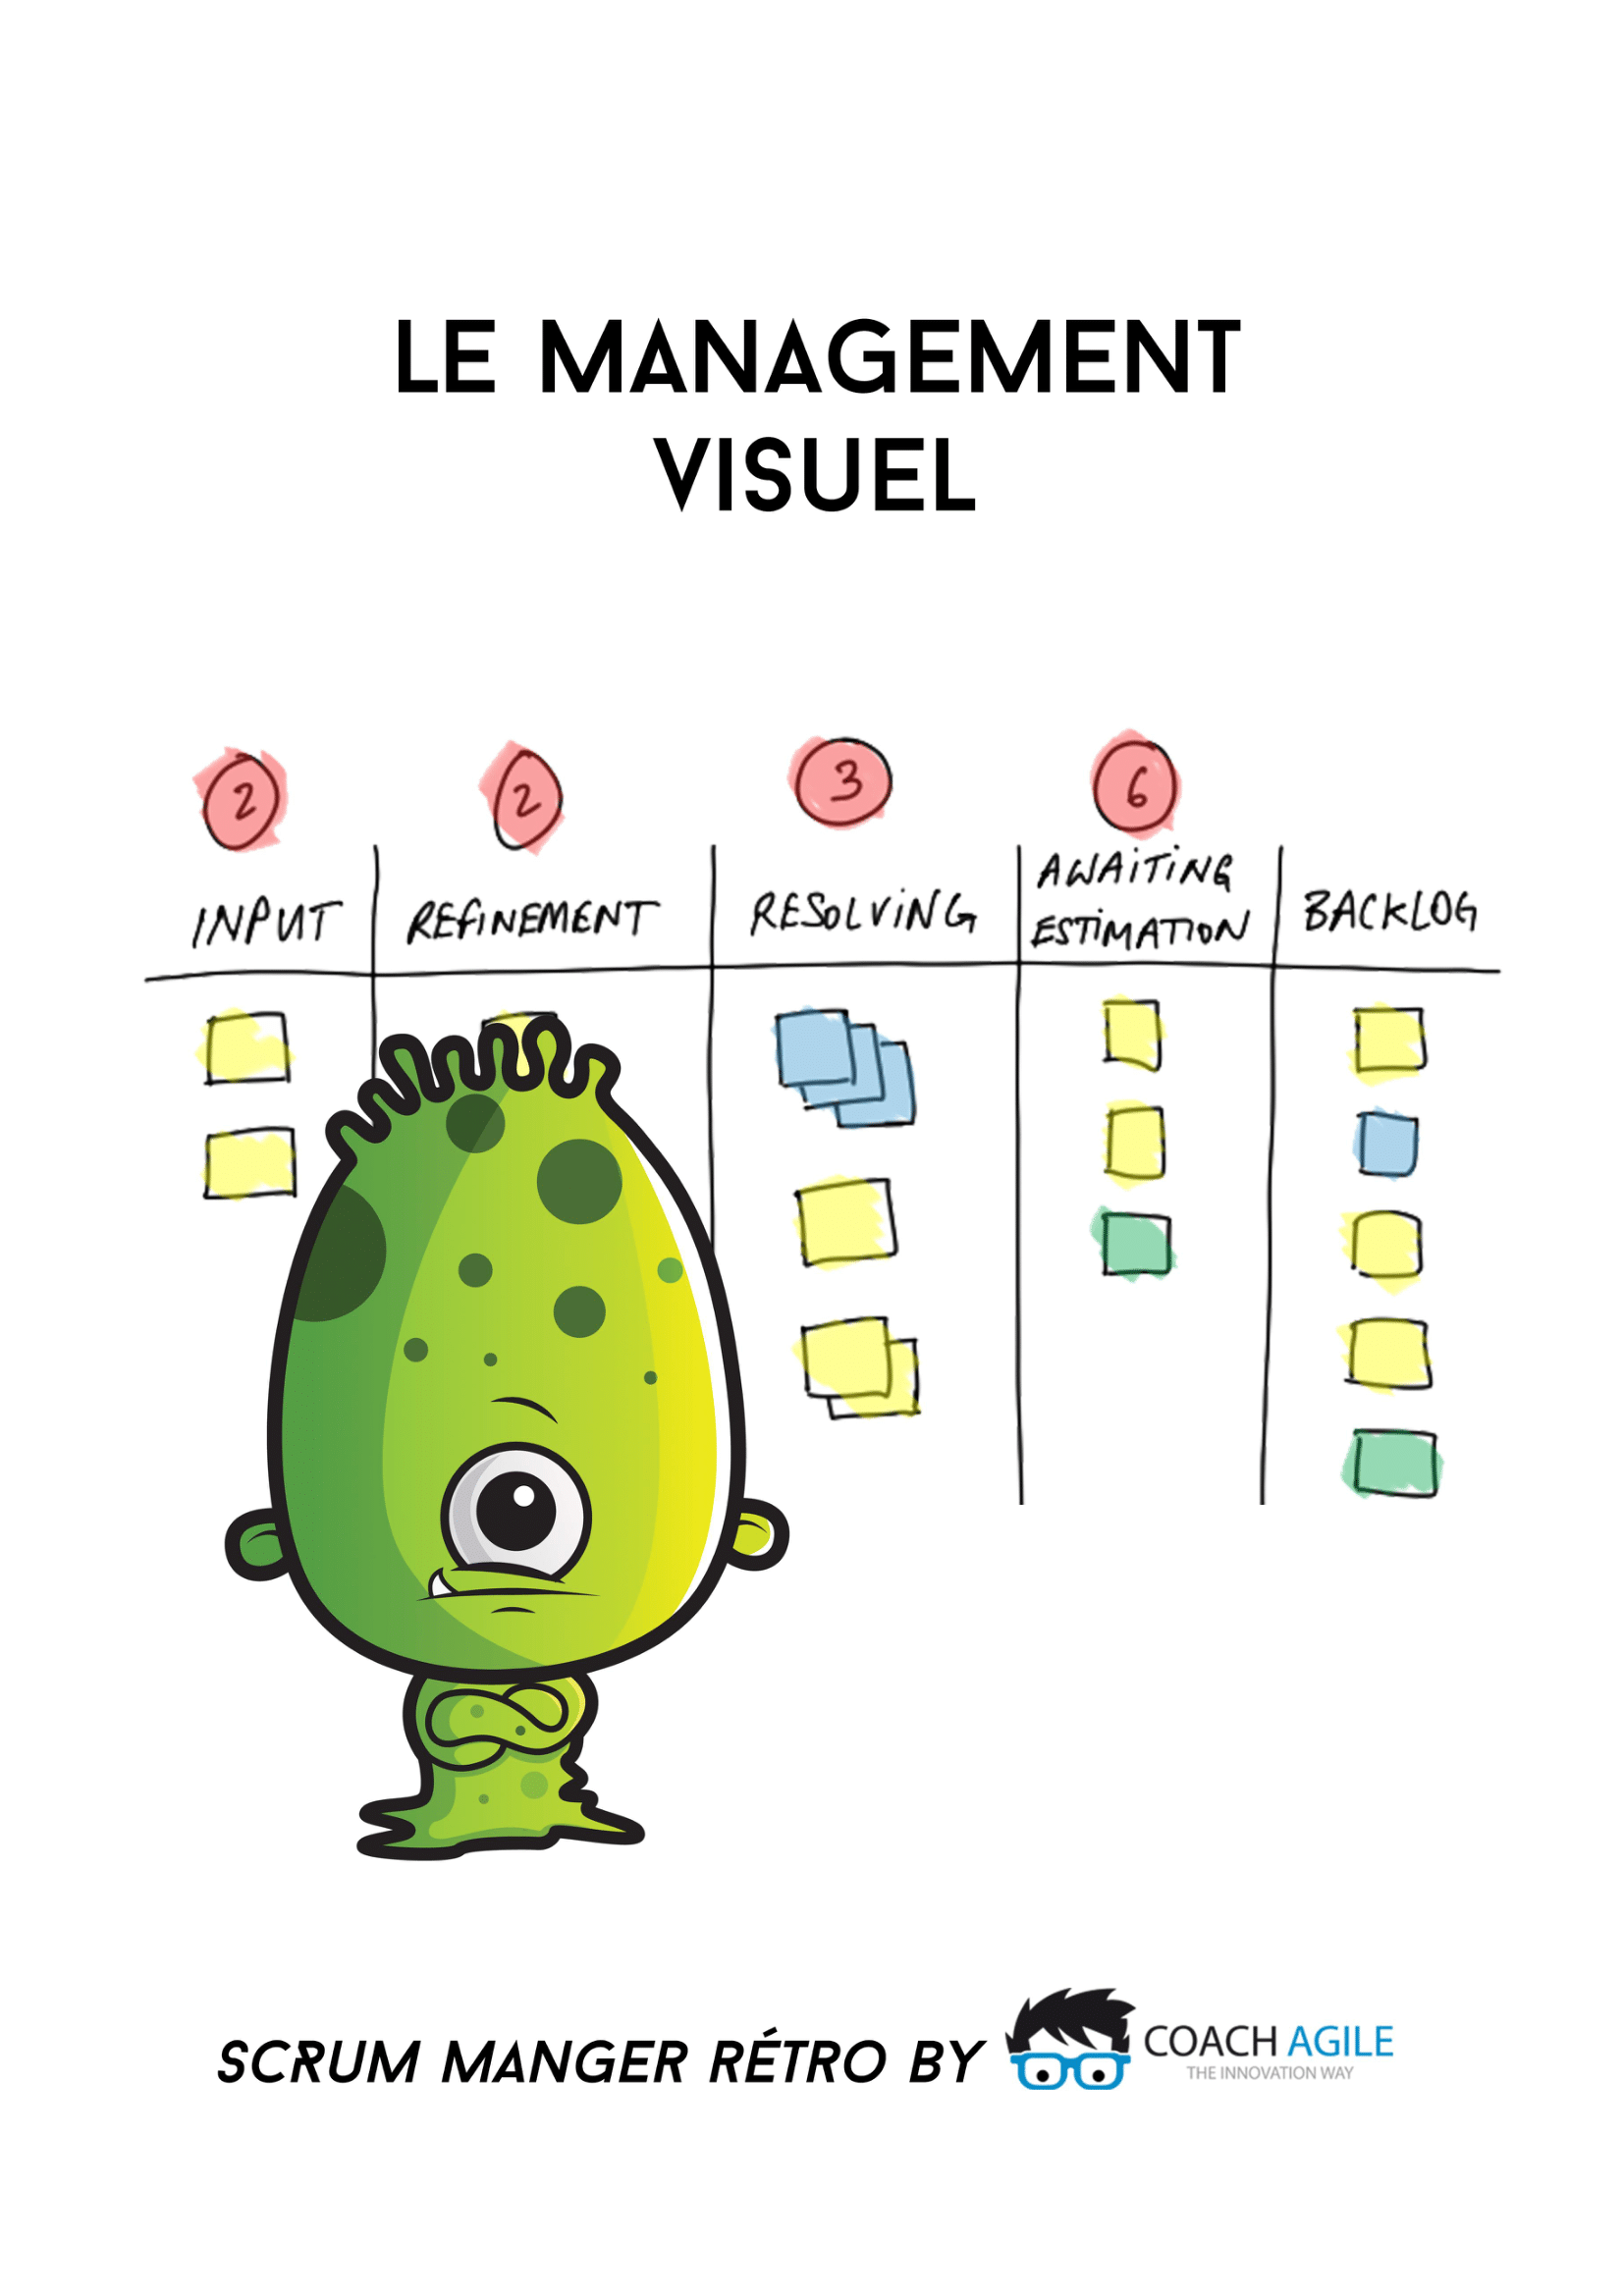 LE MANAGEMENT
VISUEL
2 2 3 6
INPUT REFINEMENT RESOLVING AWAITING ESTIMATION BACKLOG
SCRUM MANGER RÉTRO BY COACH AGILE
THE INNOVATION WAY